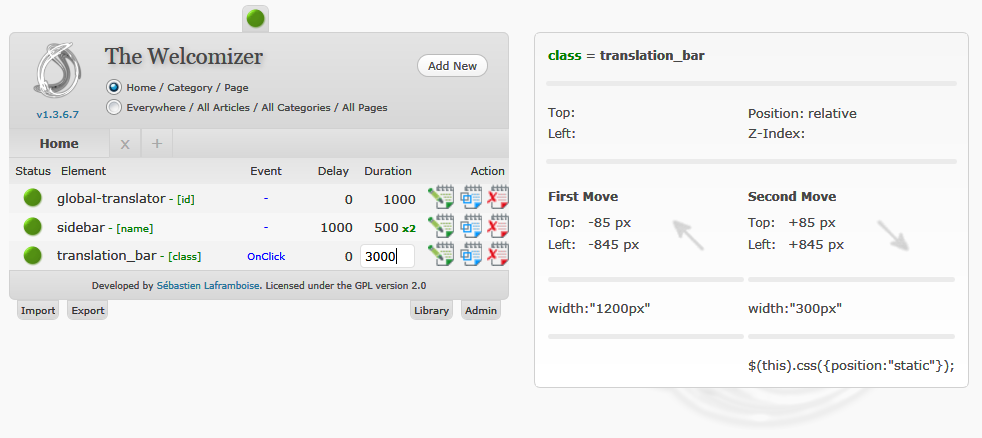 The Welcomizer
Add New
Home / Category / Page
Everywhere / All Articles / All Categories / All Pages
v1.3.6.7
Home x +
Status Element Event Delay Duration Action
global-translator - [id] - 0 1000
sidebar - [name] - 1000 500 x2
translation_bar - [class] OnClick 0 3000
Developed by Sébastien Laframboise. Licensed under the GPL version 2.0
Import Export Library Admin
class = translation_bar
Top: Position: relative
Left: Z-Index:
First Move Second Move
Top: -85 px Top: +85 px
Left: -845 px Left: +845 px
width:"1200px" width:"300px"
$(this).css({position:"static"});